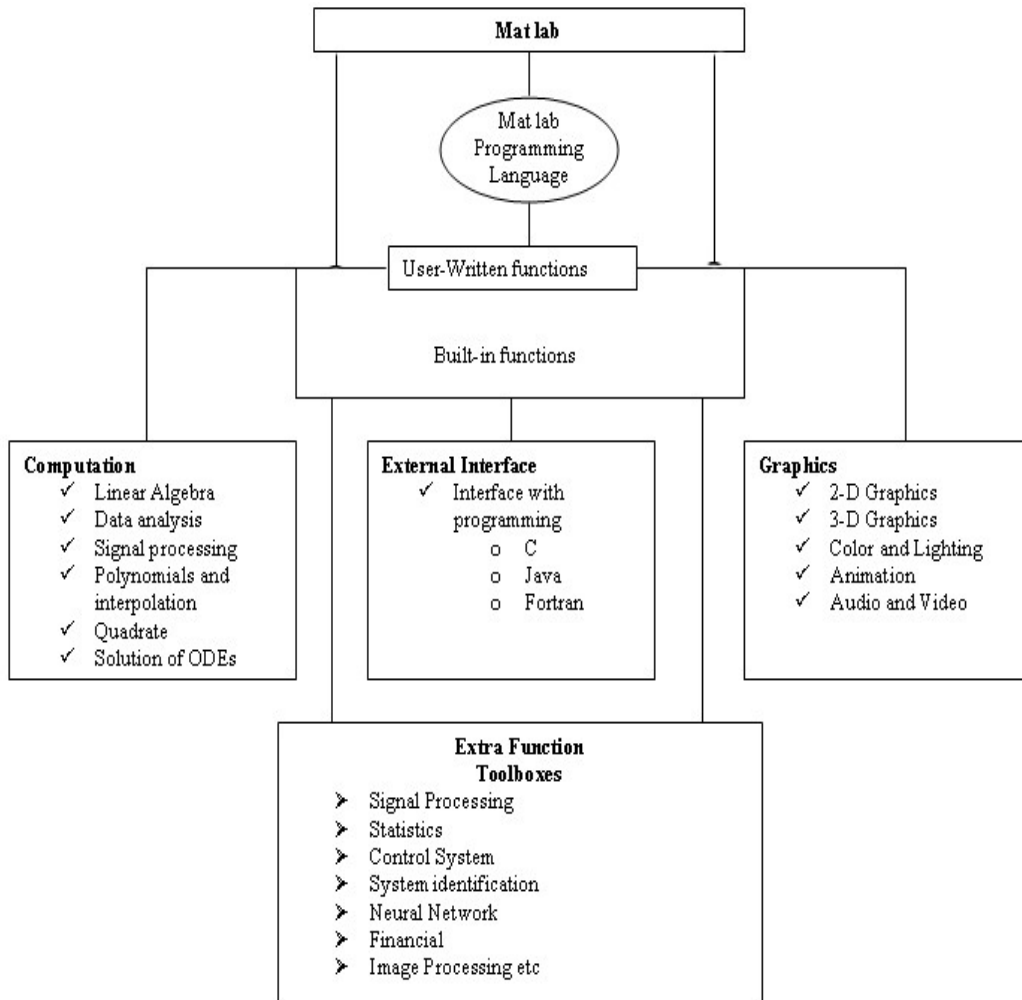 Mat lab
Mat lab
Programming
Language
User-Written functions
Built-in functions
Computation
✓ Linear Algebra
✓ Data analysis
✓ Signal processing
✓ Polynomials and
interpolation
✓ Quadrate
✓ Solution of ODEs
External Interface
✓ Interface with
programming
o C
o Java
o Fortran
Graphics
✓ 2-D Graphics
✓ 3-D Graphics
✓ Color and Lighting
✓ Animation
✓ Audio and Video
Extra Function
Toolboxes
➤ Signal Processing
➤ Statistics
➤ Control System
➤ System identification
➤ Neural Network
➤ Financial
➤ Image Processing etc